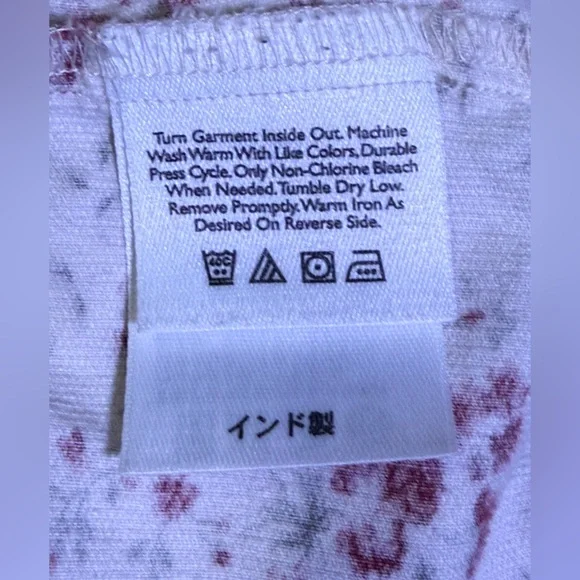 Turn Garment Inside Out. Machine
Wash Warm With Like Colors, Durable
Press Cycle. Only Non-Chlorine Bleach
When Needed. Tumble Dry Low.
Remove Promptly. Warm Iron As
Desired On Reverse Side.
40C
インド製